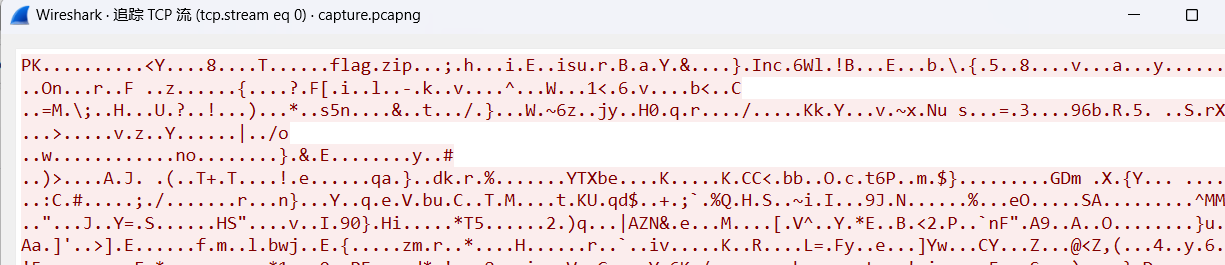 Wireshark · 追踪 TCP 流 (tcp.stream eq 0) · capture.pcapng
PK..........<Y....8....T......flag.zip...;.h...i.E..isu.r.B.a.Y.&....}.Inc.6Wl.!B...E...b.\.{.5..8....v...a...y.......
..On...r..F ..z......{....?.F[.i..l..-.k..v....^...W...1<.6.v....b<..C
..=M.\;..H...U.?..!...)...*..s5n....&..t.../.}...W.~6z..jy..H0.q.r..../.....Kk.Y...v.~x.Nu s...=.3....96b.R.5. ..S.rX
...>.....v.z..Y......|../o
..w............no........}.&.E........y..#
..)>....A.J. .(..T+.T....!.e......qa.}..dk.r.%.......YTXbe....K.....K.CC<.bb..O.c.t6P..m.$}.........GDm .X.{Y... .....
..:C.#.....;./.......r...n}...Y..q.e.V.bu.C..T.M....t.KU.qd$..+.;`.%Q.H.S..~i.I...9J.N......%...eO.....SA.........^MM
.."...J..Y=.S......HS"....v..I.90}.Hi.....*T5......2.)q...|AZN&.e...M....[.V^..Y.*E..B.<2.P..`nF".A9..A..O........}u.
Aa.]'..>].E......f.m..l.bwj..E.{.....zm.r..*....H......r..`..iv.....K..R....L=.Fy..e...]Yw...CY...Z...@<Z,(...4..y.6.